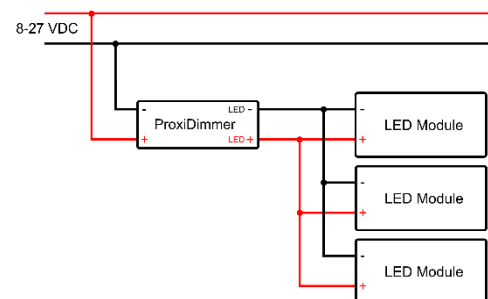 8-27 VDC
- LED -
ProxiDimmer
+ LED +
-
LED Module
+
-
LED Module
+
-
LED Module
+